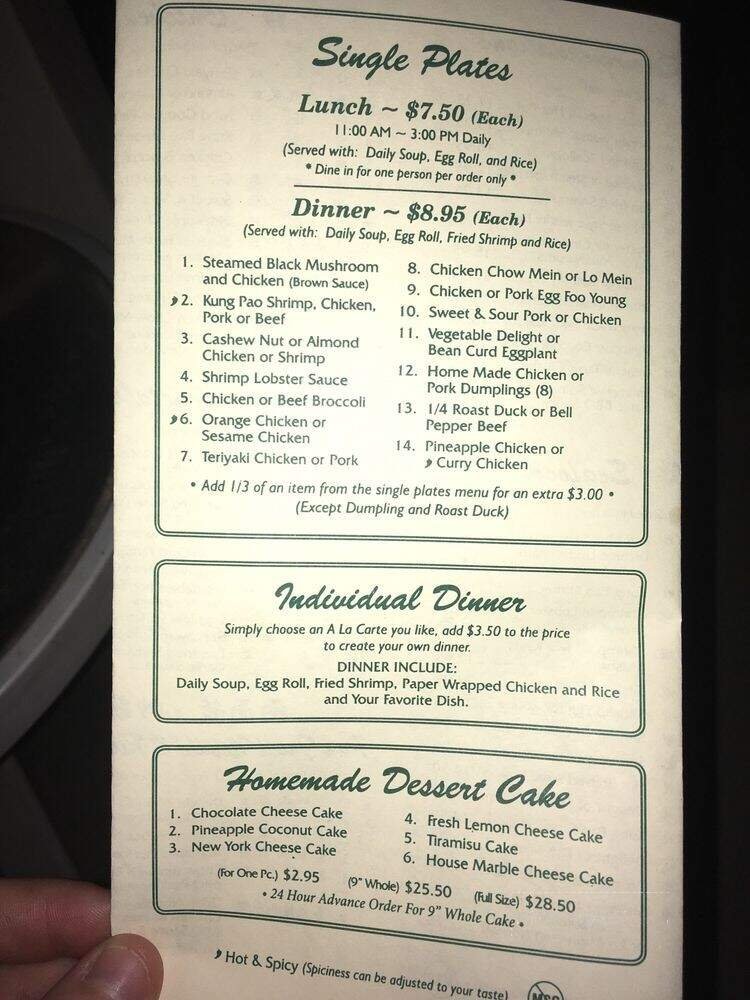 Single Plates
Lunch ~ $7.50 (Each)
11:00 AM ~ 3:00 PM Daily
(Served with: Daily Soup, Egg Roll, and Rice)
* Dine in for one person per order only *
Dinner ~ $8.95 (Each)
(Served with: Daily Soup, Egg Roll, Fried Shrimp and Rice)
1. Steamed Black Mushroom
and Chicken (Brown Sauce)
2. Kung Pao Shrimp, Chicken,
Pork or Beef
3. Cashew Nut or Almond
Chicken or Shrimp
4. Shrimp Lobster Sauce
5. Chicken or Beef Broccoli
6. Orange Chicken or
Sesame Chicken
7. Teriyaki Chicken or Pork
8. Chicken Chow Mein or Lo Mein
9. Chicken or Pork Egg Foo Young
10. Sweet & Sour Pork or Chicken
11. Vegetable Delight or
Bean Curd Eggplant
12. Home Made Chicken or
Pork Dumplings (8)
13. 1/4 Roast Duck or Bell
Pepper Beef
14. Pineapple Chicken or
Curry Chicken
• Add 1/3 of an item from the single plates menu for an extra $3.00 •
(Except Dumpling and Roast Duck)
Individual Dinner
Simply choose an A La Carte you like, add $3.50 to the price
to create your own dinner.
DINNER INCLUDE:
Daily Soup, Egg Roll, Fried Shrimp, Paper Wrapped Chicken and Rice
and Your Favorite Dish.
Homemade Dessert Cake
1. Chocolate Cheese Cake
2. Pineapple Coconut Cake
3. New York Cheese Cake
4. Fresh Lemon Cheese Cake
5. Tiramisu Cake
6. House Marble Cheese Cake
(For One Pc.) $2.95 (9" Whole) $25.50 (Full Size) $28.50
• 24 Hour Advance Order For 9" Whole Cake •
Hot & Spicy (Spiciness can be adjusted to your taste)
MSG